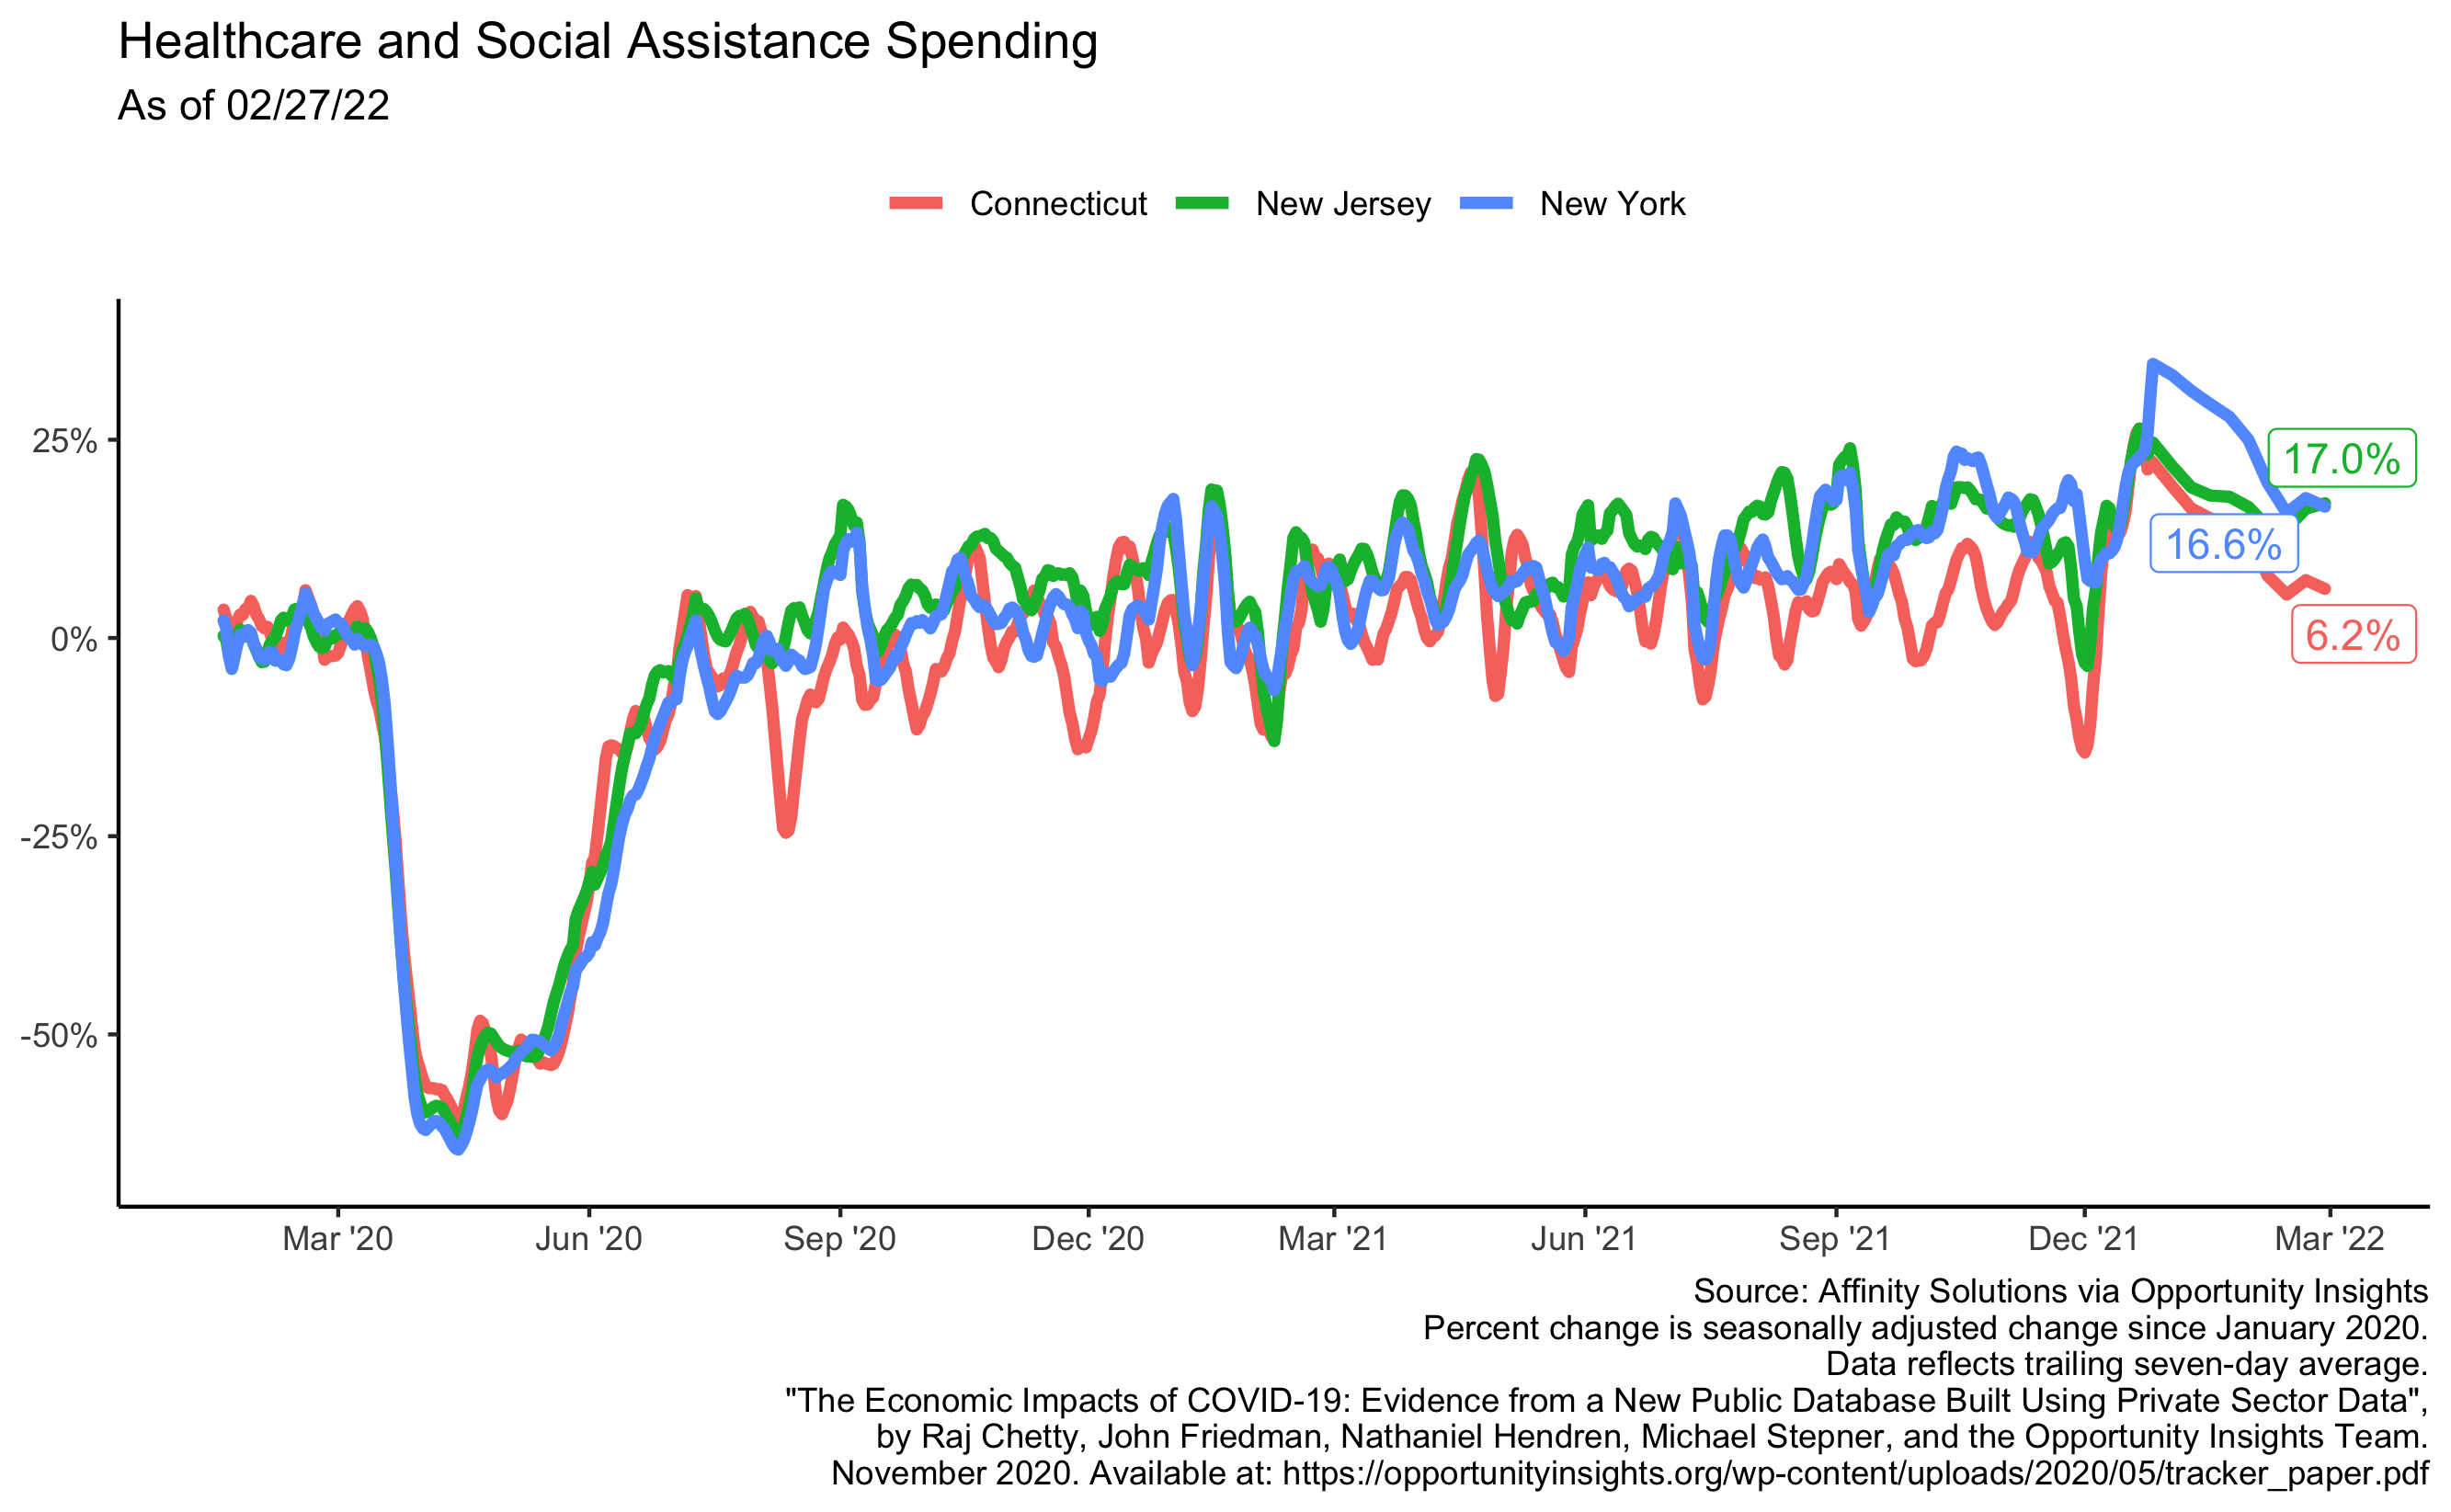 Healthcare and Social Assistance Spending
As of 02/27/22
Connecticut New Jersey New York
25%
0%
-25%
-50%
17.0%
16.6%
6.2%
Mar '20 Jun '20 Sep '20 Dec '20 Mar '21 Jun '21 Sep '21 Dec '21 Mar '22
Source: Affinity Solutions via Opportunity Insights
Percent change is seasonally adjusted change since January 2020.
Data reflects trailing seven-day average.
"The Economic Impacts of COVID-19: Evidence from a New Public Database Built Using Private Sector Data",
by Raj Chetty, John Friedman, Nathaniel Hendren, Michael Stepner, and the Opportunity Insights Team.
November 2020. Available at: https://opportunityinsights.org/wp-content/uploads/2020/05/tracker_paper.pdf